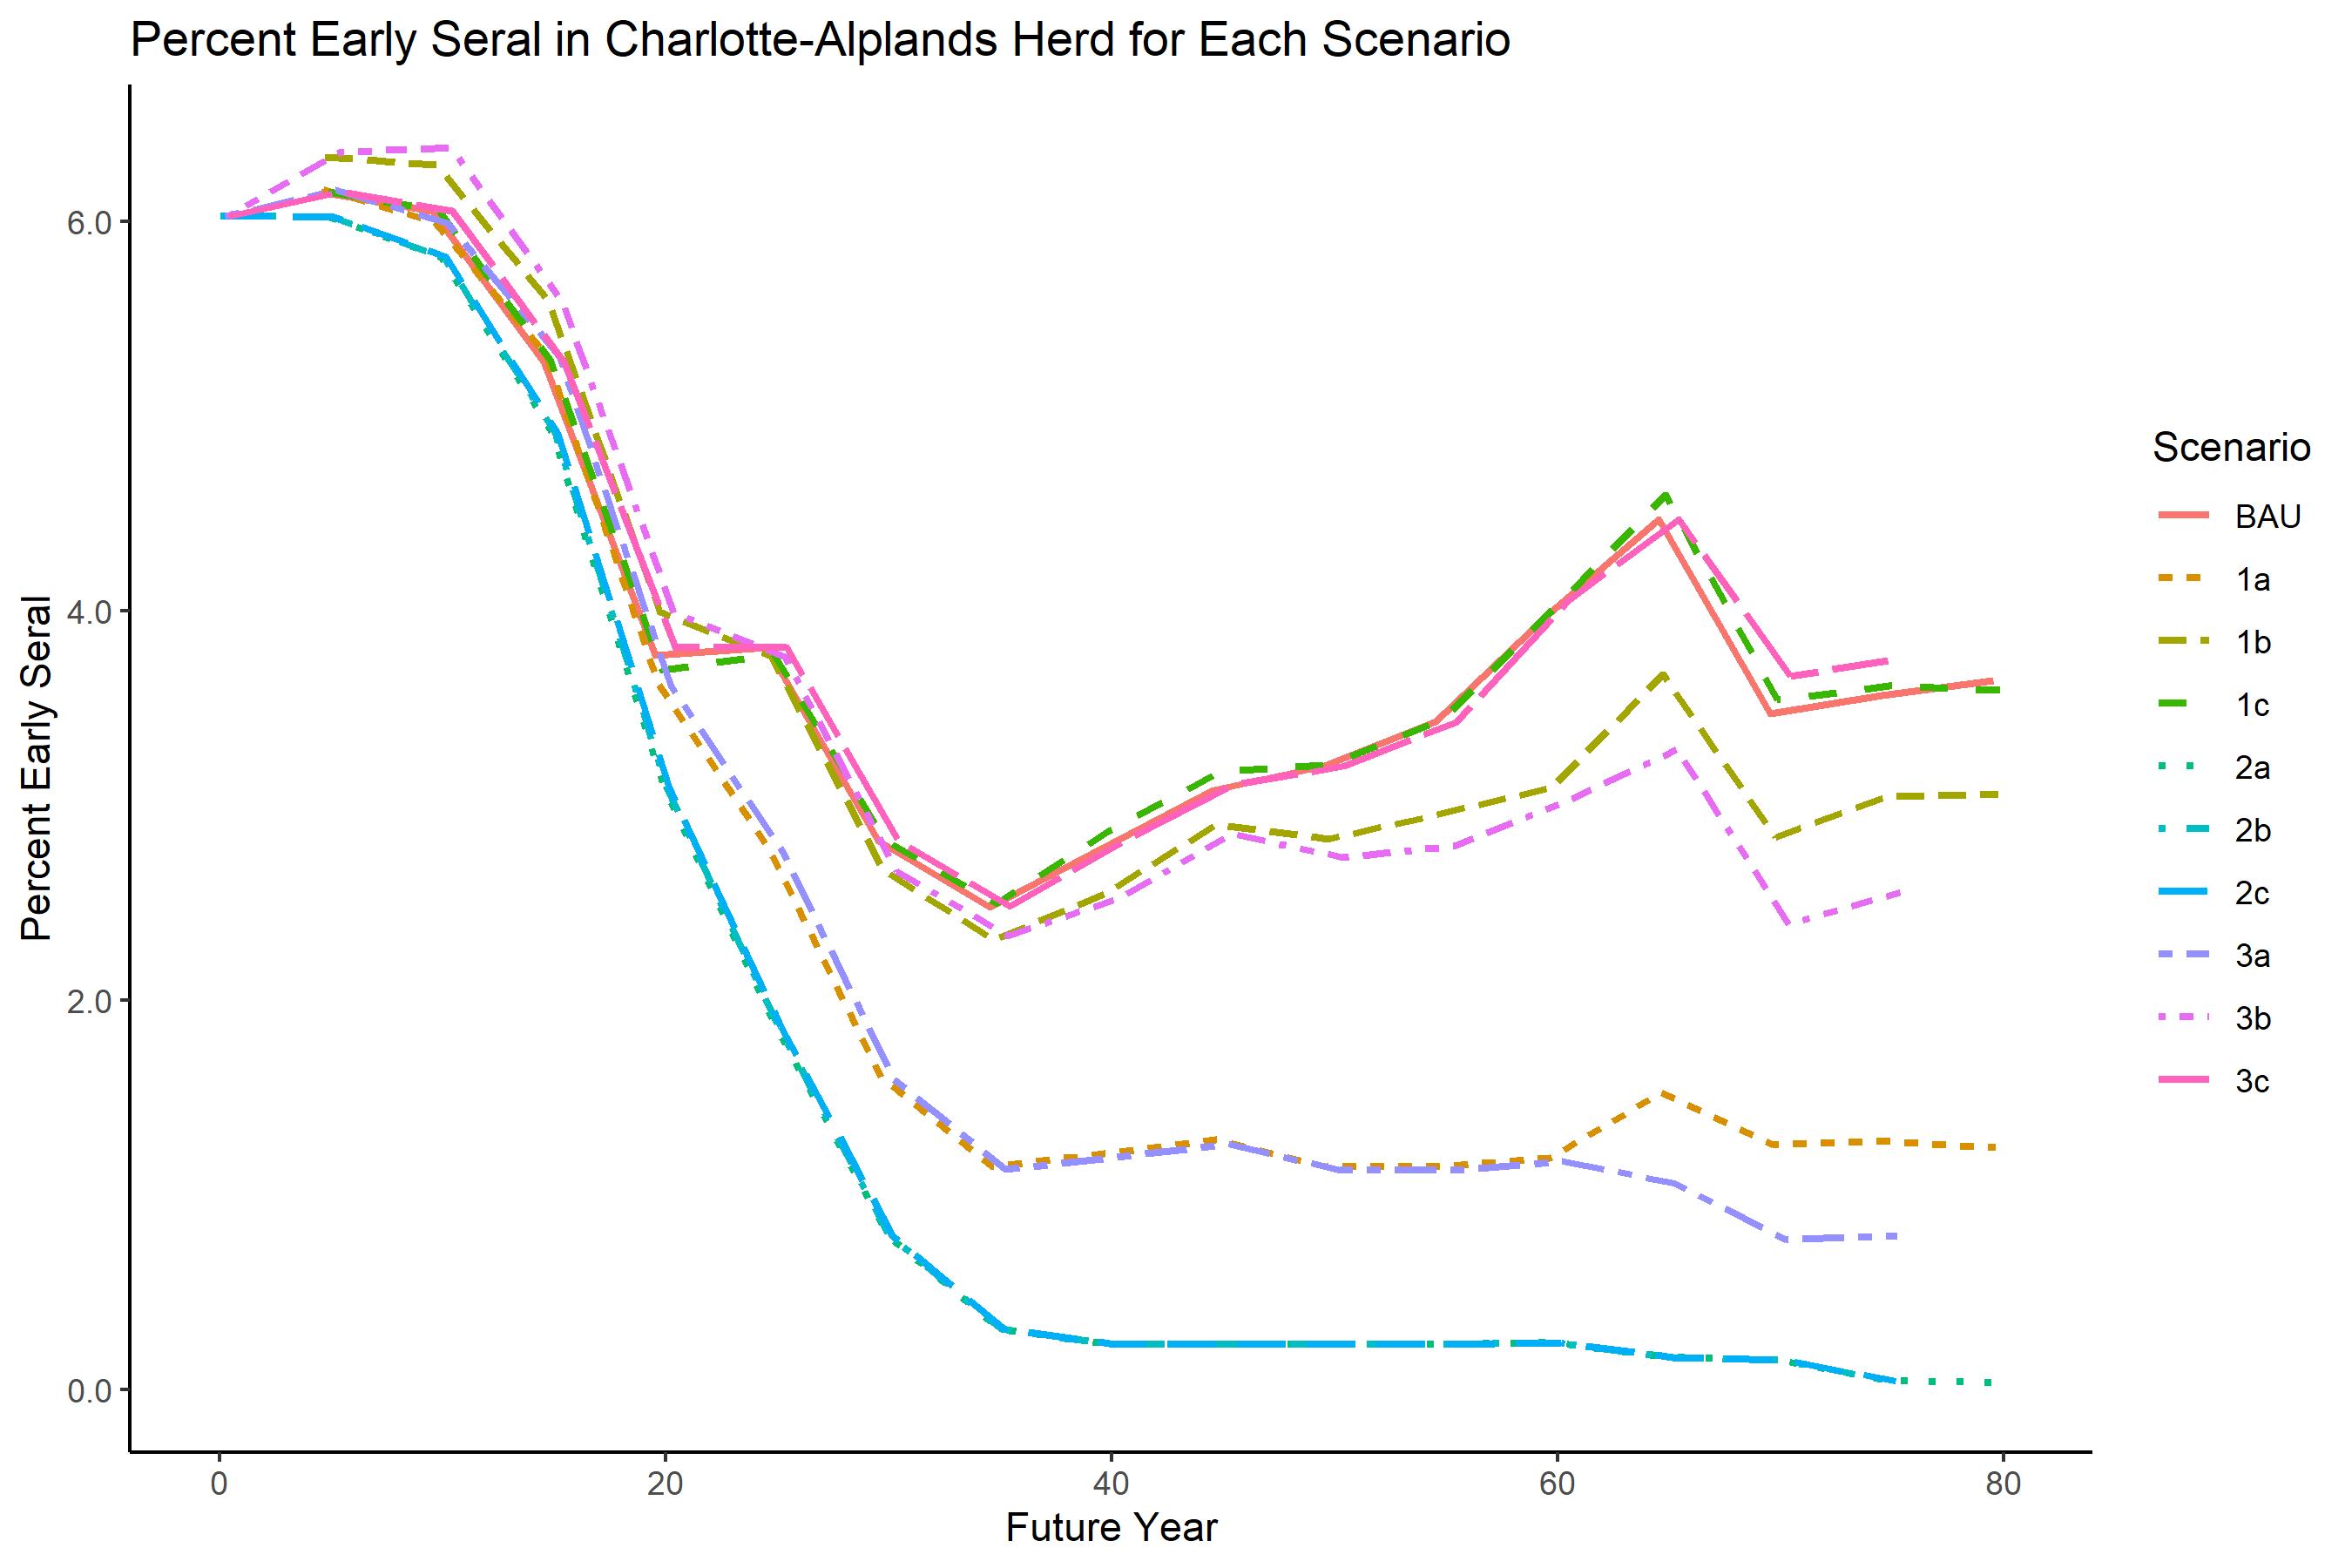 Percent Early Seral in Charlotte-Alplands Herd for Each Scenario
Percent Early Seral
6.0
4.0
2.0
0.0
0 20 40 60 80
Future Year
Scenario
BAU
1a
1b
1c
2a
2b
2c
3a
3b
3c